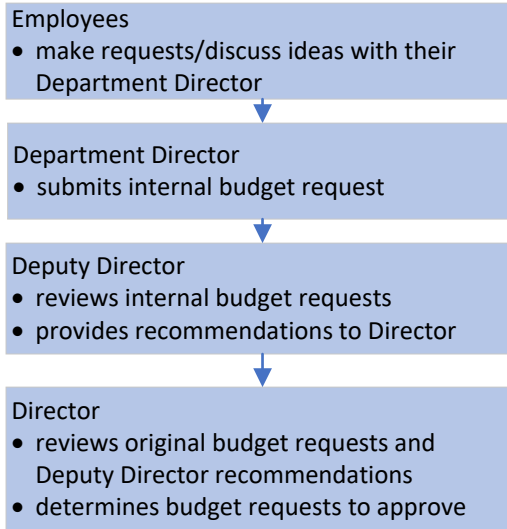 Employees
• make requests/discuss ideas with their
Department Director
Department Director
• submits internal budget request
Deputy Director
• reviews internal budget requests
• provides recommendations to Director
Director
• reviews original budget requests and
Deputy Director recommendations
• determines budget requests to approve